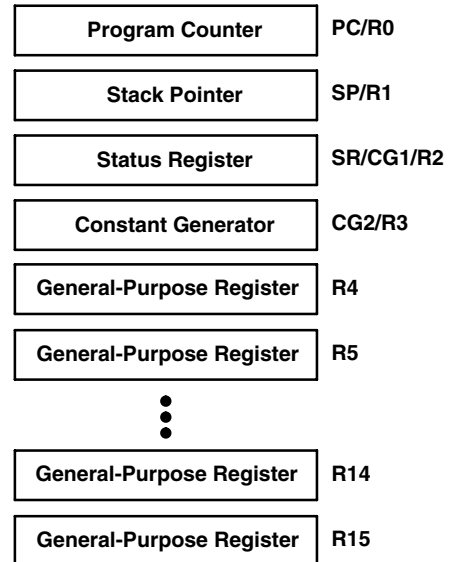 Program Counter PC/R0
Stack Pointer SP/R1
Status Register SR/CG1/R2
Constant Generator CG2/R3
General-Purpose Register R4
General-Purpose Register R5
General-Purpose Register R14
General-Purpose Register R15